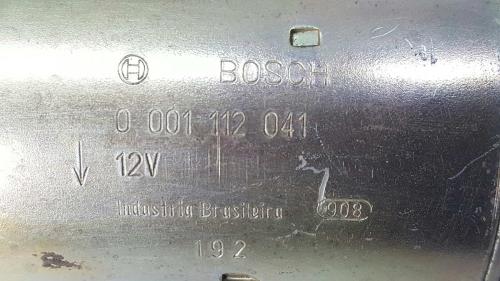 BOSCH
0 001 112 041
12V
Industria Brasileira 908
192